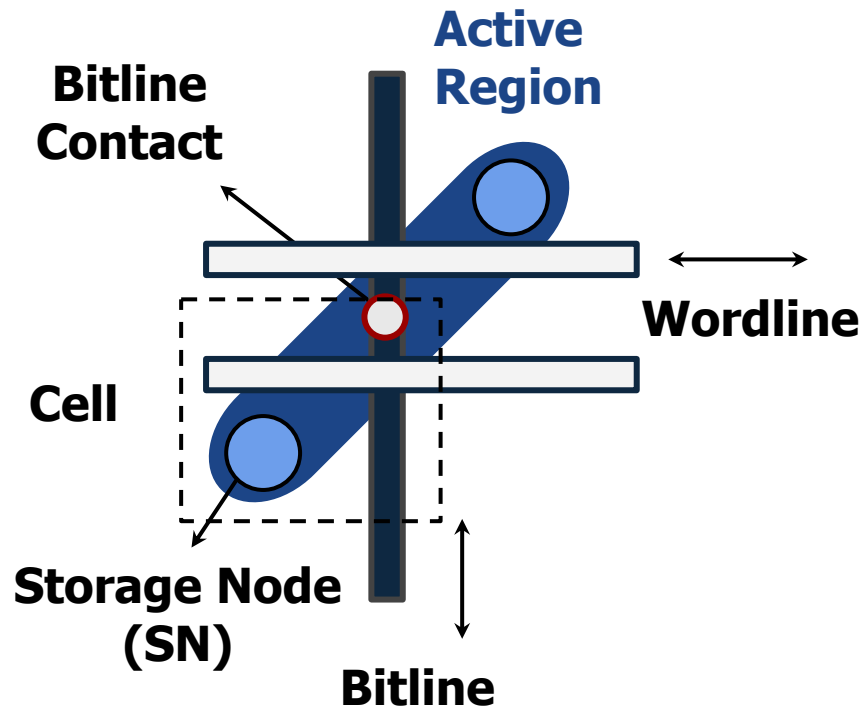 Active
Region
Bitline
Contact
Wordline
Cell
Storage Node
(SN)
Bitline